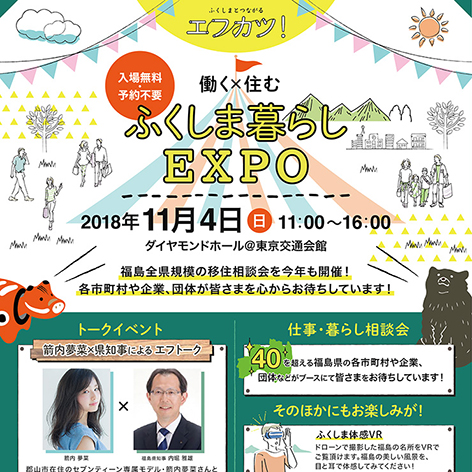 ふくしまとつながる
エフカツ!
入場無料
予約不要
働く×住む
ふくしま暮らし
EXPO
2018年11月4日(日) 11:00〜16:00
ダイヤモンドホール@東京交通会館
福島全県規模の移住相談会を今年も開催!
各市町村や企業、団体が皆さまを心からお待ちしています!
トークイベント
箭内夢菜×県知事による エフトーク
×
箭内 夢菜
福島県知事 内堀 雅雄
郡山市在住のセブンティーン専属モデル・箭内夢菜さんと
仕事・暮らし相談会
40を超える福島県の各市町村や企業、
団体などがブースにて皆さまをお待ちしています!
そのほかにもお楽しみが!
ふくしま体感VR
ドローンで撮影した福島の名所をVRで
ご覧頂けます。福島の美しい風景を、
目と耳で体感してみてください!